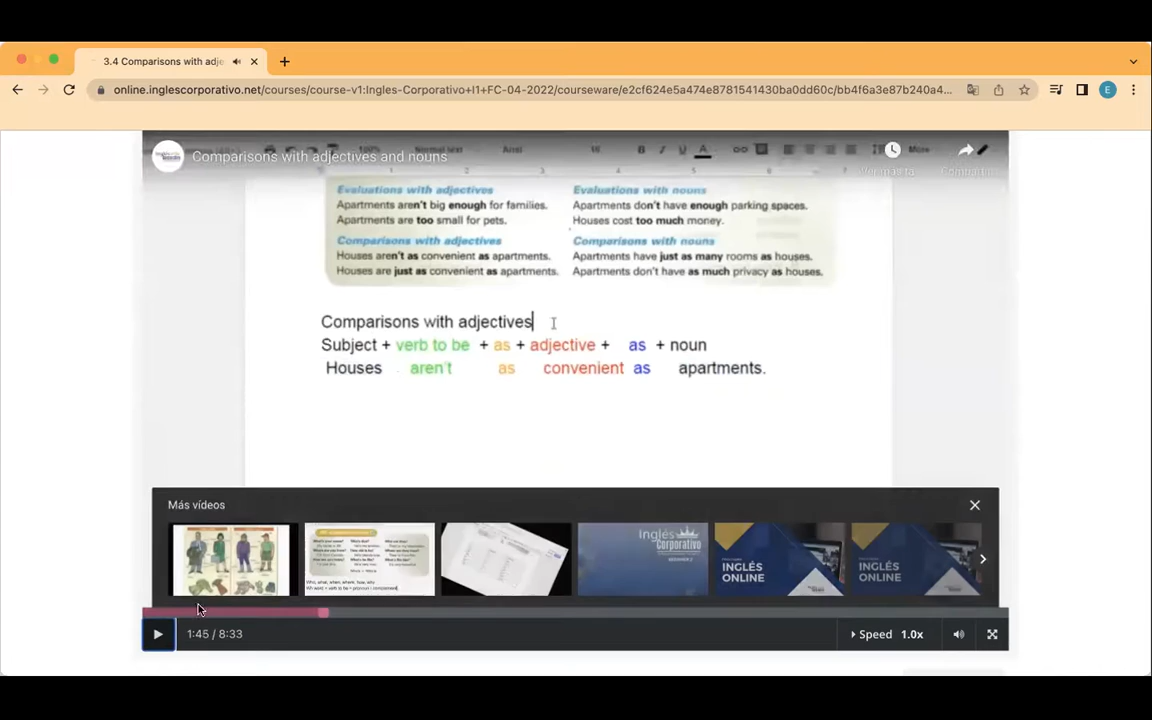 3.4 Comparisons with adje
online.inglescorporativo.net/courses/course-v1:Ingles-Corporativo+I1+FC-04-2022/courseware/e2cf624e5a474e8781541430ba0dd60c/bb4f6a3e87b240a4...
E
Comparisons with adjectives and nouns
100%
Normal text
Arial
More
Evaluations with adjectives
Apartments aren't big enough for families.
Apartments are too small for pets.
Comparisons with adjectives
Houses aren't as convenient as apartments.
Houses are just as convenient as apartments.
Evaluations with nouns
Apartments don't have enough parking spaces.
Houses cost too much money.
Comparisons with nouns
Apartments have just as many rooms as houses.
Apartments don't have as much privacy as houses.
Comparisons with adjectives
Subject + verb to be + as + adjective + as + noun
Houses aren't as convenient as apartments.
Más vídeos
Inglés
Corporativo
INGLÉS
ONLINE
INGLÉS
ONLINE
1:45 / 8:33
Speed 1.0x